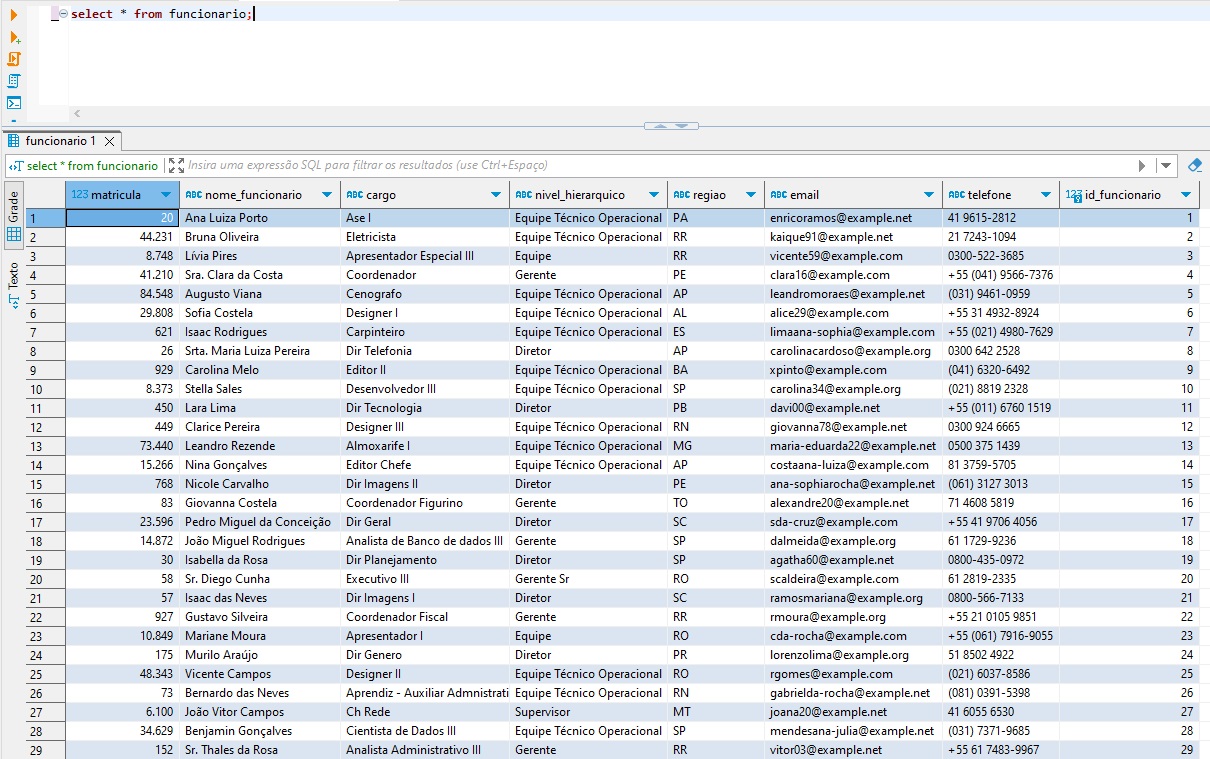 select * from funcionario;
funcionario 1
select * from funcionario Insira uma expressão SQL para filtrar os resultados (use Ctrl+Espaço)
Grade
Texto
123 matricula ABC nome_funcionario ABC cargo ABC nivel_hierarquico ABC regiao ABC email ABC telefone 123 id_funcionario
1 20 Ana Luiza Porto Ase I Equipe Técnico Operacional PA enricoramos@example.net 41 9615-2812 1
2 44.231 Bruna Oliveira Eletricista Equipe Técnico Operacional RR kaique91@example.net 21 7243-1094 2
3 8.748 Lívia Pires Apresentador Especial III Equipe RR vicente59@example.com 0300-522-3685 3
4 41.210 Sra. Clara da Costa Coordenador Gerente PE clara16@example.com +55 (041) 9566-7376 4
5 84.548 Augusto Viana Cenografo Equipe Técnico Operacional AP leandromoraes@example.net (031) 9461-0959 5
6 29.808 Sofia Costela Designer I Equipe Técnico Operacional AL alice29@example.com +55 31 4932-8924 6
7 621 Isaac Rodrigues Carpinteiro Equipe Técnico Operacional ES limaana-sophia@example.com +55 (021) 4980-7629 7
8 26 Srta. Maria Luiza Pereira Dir Telefonia Diretor AP carolinacardoso@example.org 0300 642 2528 8
9 929 Carolina Melo Editor II Equipe Técnico Operacional BA xpinto@example.com (041) 6320-6492 9
10 8.373 Stella Sales Desenvolvedor III Equipe Técnico Operacional SP carolina34@example.org (021) 8819 2328 10
11 450 Lara Lima Dir Tecnologia Diretor PB davi00@example.net +55 (011) 6760 1519 11
12 449 Clarice Pereira Designer III Equipe Técnico Operacional RN giovanna78@example.net 0300 924 6665 12
13 73.440 Leandro Rezende Almoxarife I Equipe Técnico Operacional MG maria-eduarda22@example.net 0500 375 1439 13
14 15.266 Nina Gonçalves Editor Chefe Equipe Técnico Operacional AP costaana-luiza@example.com 81 3759-5705 14
15 768 Nicole Carvalho Dir Imagens II Diretor PE ana-sophiarocha@example.net (061) 3127 3013 15
16 83 Giovanna Costela Coordenador Figurino Gerente TO alexandre20@example.net 71 4608 5819 16
17 23.596 Pedro Miguel da Conceição Dir Geral Diretor SC sda-cruz@example.com +55 41 9706 4056 17
18 14.872 João Miguel Rodrigues Analista de Banco de dados III Gerente SP dalmeida@example.org 61 1729-9236 18
19 30 Isabella da Rosa Dir Planejamento Diretor SP agatha60@example.net 0800-435-0972 19
20 58 Sr. Diego Cunha Executivo III Gerente Sr RO scaldeira@example.com 61 2819-2335 20
21 57 Isaac das Neves Dir Imagens I Diretor SC ramosmariana@example.org 0800-566-7133 21
22 927 Gustavo Silveira Coordenador Fiscal Gerente RR rmoura@example.org +55 21 0105 9851 22
23 10.849 Mariane Moura Apresentador I Equipe RO cda-rocha@example.com +55 (061) 7916-9055 23
24 175 Murilo Araújo Dir Genero Diretor PR lorenzolima@example.org 51 8502 4922 24
25 48.343 Vicente Campos Designer II Equipe Técnico Operacional RO rgomes@example.com (021) 6037-8586 25
26 73 Bernardo das Neves Aprendiz - Auxiliar Admnistrati Equipe Técnico Operacional RN gabrielda-rocha@example.net (081) 0391-5398 26
27 6.100 João Vitor Campos Ch Rede Supervisor MT joana20@example.net 41 6055 6530 27
28 34.629 Benjamin Gonçalves Cientista de Dados III Equipe Técnico Operacional SP mendesana-julia@example.net (031) 7371-9685 28
29 152 Sr. Thales da Rosa Analista Administrativo III Gerente RR vitor03@example.net +55 61 7483-9967 29